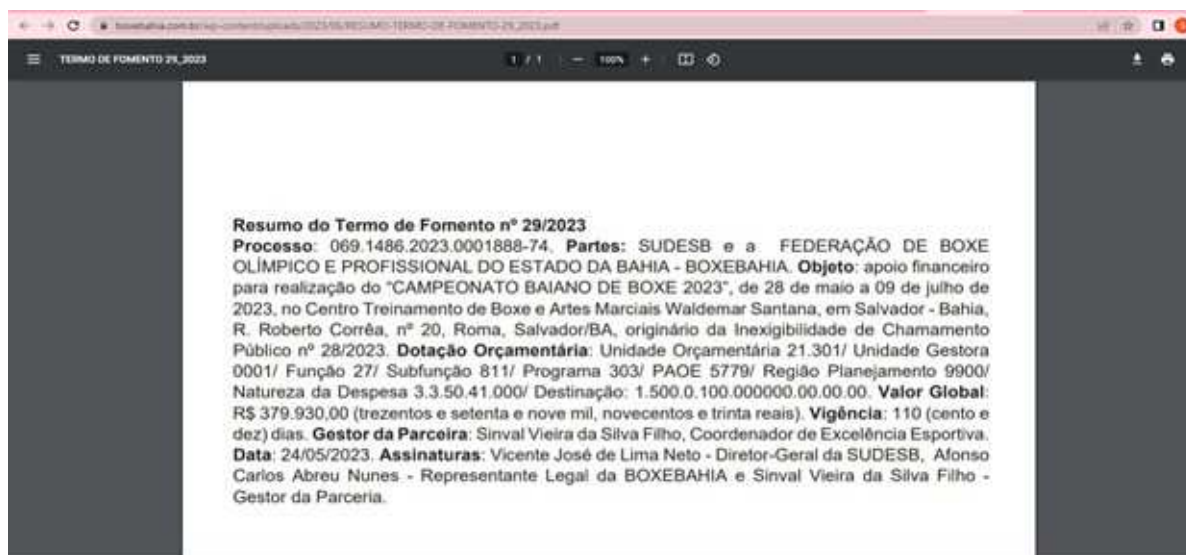 TERMO DE FOMENTO 29_2023
1 / 1
100%
Resumo do Termo de Fomento nº 29/2023
Processo: 069.1486.2023.0001888-74. Partes: SUDESB e a FEDERAÇÃO DE BOXE
OLÍMPICO E PROFISSIONAL DO ESTADO DA BAHIA - BOXEBAHIA. Objeto: apoio financeiro
para realização do "CAMPEONATO BAIANO DE BOXE 2023", de 28 de maio a 09 de julho de
2023, no Centro Treinamento de Boxe e Artes Marciais Waldemar Santana, em Salvador - Bahia,
R. Roberto Corrêa, nº 20, Roma, Salvador/BA, originário da Inexigibilidade de Chamamento
Público nº 28/2023. Dotação Orçamentária: Unidade Orçamentária 21.301/ Unidade Gestora
0001/ Função 27/ Subfunção 811/ Programa 303/ PAOE 5779/ Região Planejamento 9900/
Natureza da Despesa 3.3.50.41.000/ Destinação: 1.500.0.100.000000.00.00.00. Valor Global:
R$ 379.930,00 (trezentos e setenta e nove mil, novecentos e trinta reais). Vigência: 110 (cento e
dez) dias. Gestor da Parceira: Sinval Vieira da Silva Filho, Coordenador de Excelência Esportiva.
Data: 24/05/2023. Assinaturas: Vicente José de Lima Neto - Diretor-Geral da SUDESB, Afonso
Carlos Abreu Nunes - Representante Legal da BOXEBAHIA e Sinval Vieira da Silva Filho -
Gestor da Parceria.